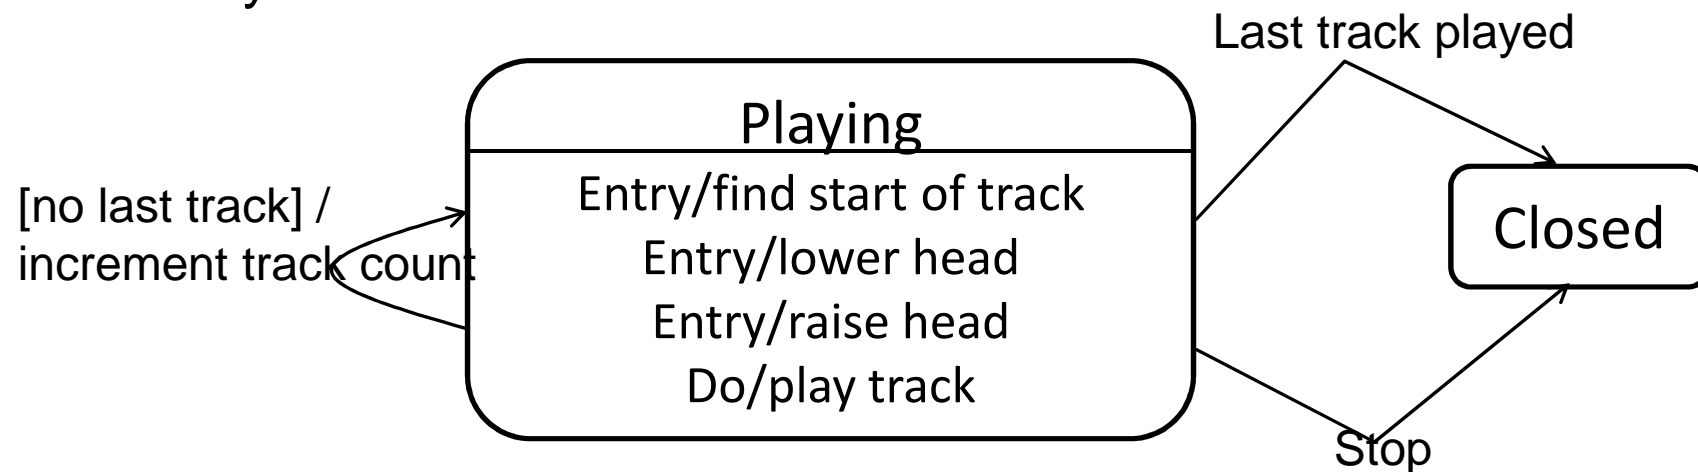 Last track played
Playing
Entry/find start of track
[no last track] /
Closed
Entry/lower head
increment track count
Entry/raise head
Do/play track
Stop